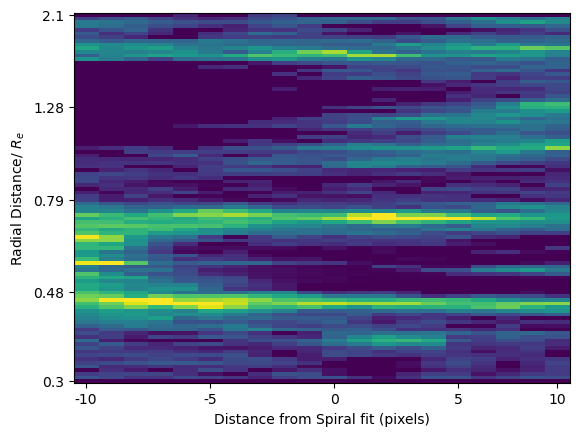 2.1
1.28
0.79
0.48
0.3
Radial Distance/ $R_e$
-10 -5 0 5 10
Distance from Spiral fit (pixels)